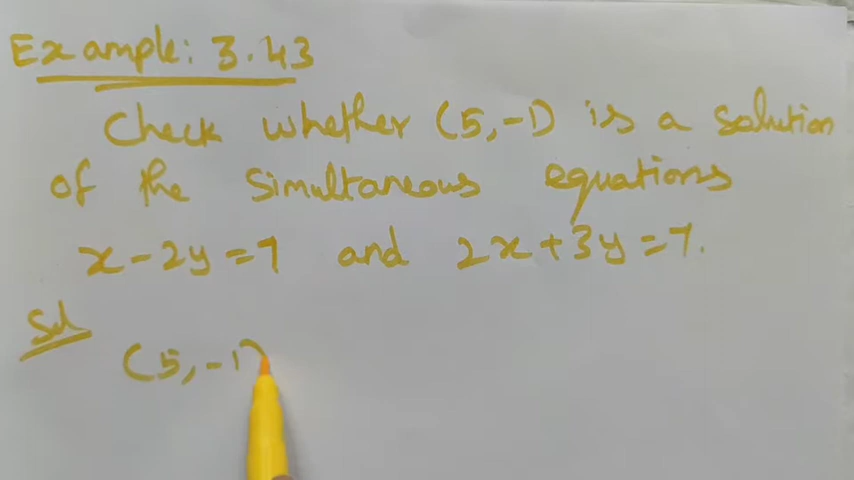 Example: 3.43
Check whether (5,-1) is a solution
of the simultaneous equations
x-2y=7 and 2x+3y=7.
Sol
(5,-1)